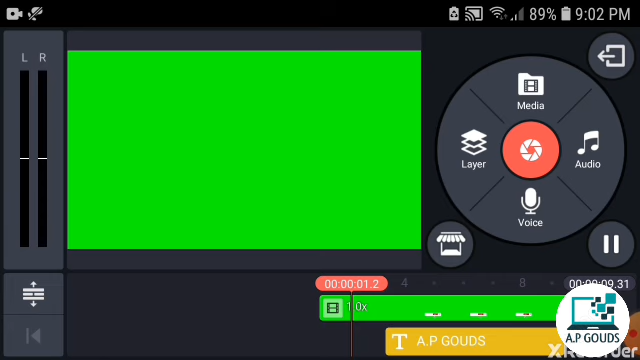 89% 9:02 PM
L R
Media
Layer
Audio
Voice
00:00:01.2 4 8 00:00:09.31
1.0x
T A.P GOUDS
A.P GOUDS
X.Recorder